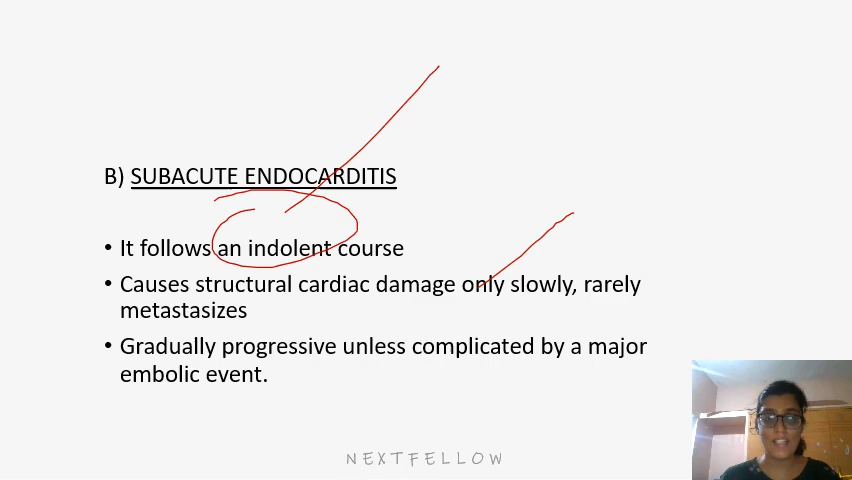 B) SUBACUTE ENDOCARDITIS
• It follows an indolent course
• Causes structural cardiac damage only slowly, rarely
metastasizes
• Gradually progressive unless complicated by a major
embolic event.
NEXTFELLOW